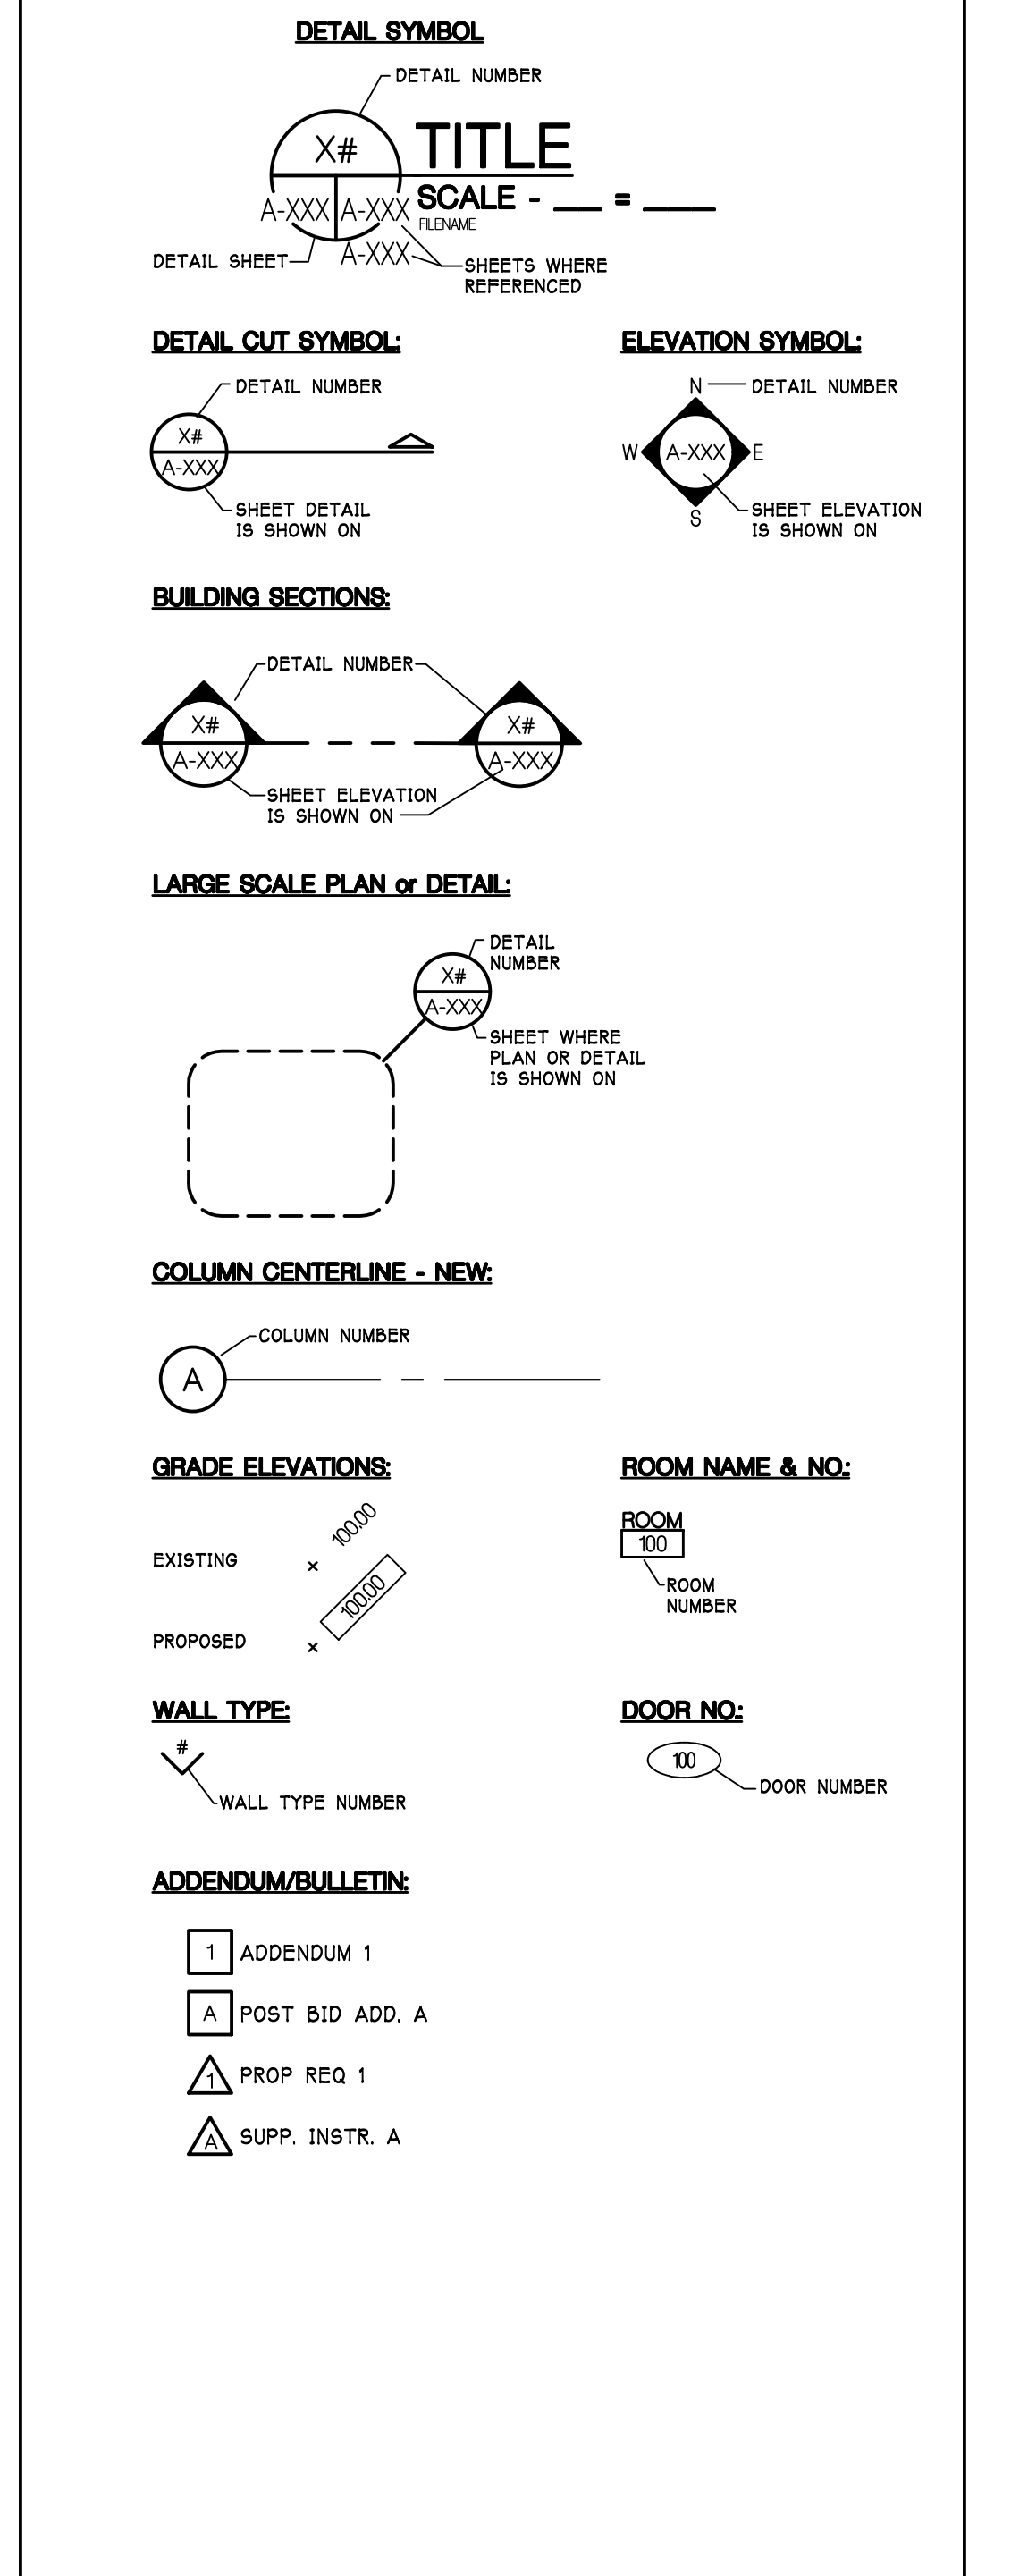 DETAIL SYMBOL
DETAIL NUMBER
X#
TITLE
A-XXX A-XXX
SCALE - ___ = ____
FILENAME
A-XXX
DETAIL SHEET
SHEETS WHERE
REFERENCED
DETAIL CUT SYMBOL:
DETAIL NUMBER
X#
A-XXX
SHEET DETAIL
IS SHOWN ON
ELEVATION SYMBOL:
N
DETAIL NUMBER
W A-XXX E
S
SHEET ELEVATION
IS SHOWN ON
BUILDING SECTIONS:
DETAIL NUMBER
X# X#
A-XXX A-XXX
SHEET ELEVATION
IS SHOWN ON
LARGE SCALE PLAN or DETAIL:
DETAIL
NUMBER
X#
A-XXX
SHEET WHERE
PLAN OR DETAIL
IS SHOWN ON
COLUMN CENTERLINE - NEW:
COLUMN NUMBER
A
GRADE ELEVATIONS:
100.00
EXISTING ×
100.00
PROPOSED ×
ROOM NAME & NO.:
ROOM
100
ROOM
NUMBER
WALL TYPE:
#
WALL TYPE NUMBER
DOOR NO.:
100
DOOR NUMBER
ADDENDUM/BULLETIN:
1 ADDENDUM 1
A POST BID ADD. A
1 PROP REQ 1
A SUPP. INSTR. A